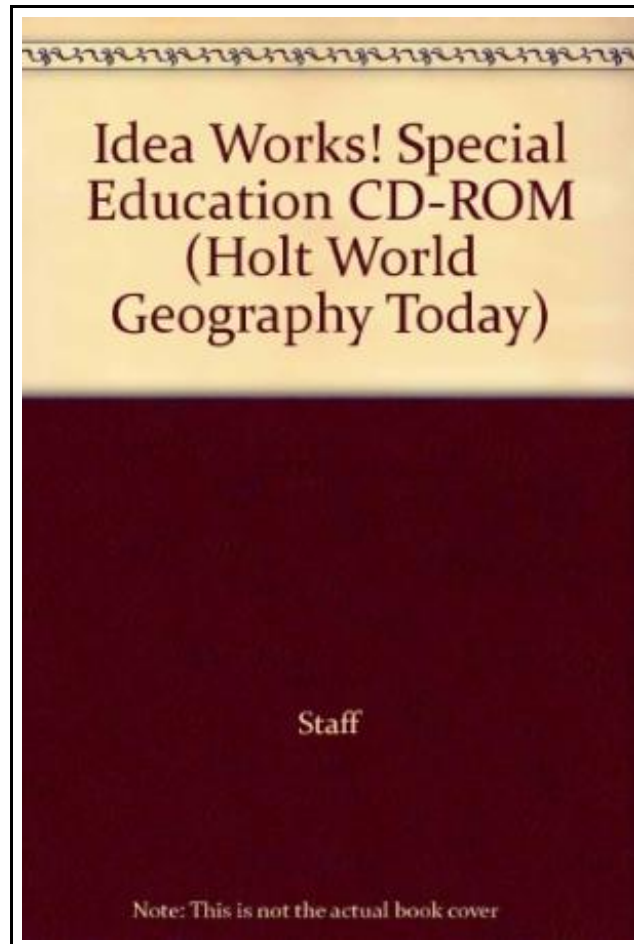 Idea Works! Special
Education CD-ROM
(Holt World
Geography Today)
Staff
Note: This is not the actual book cover